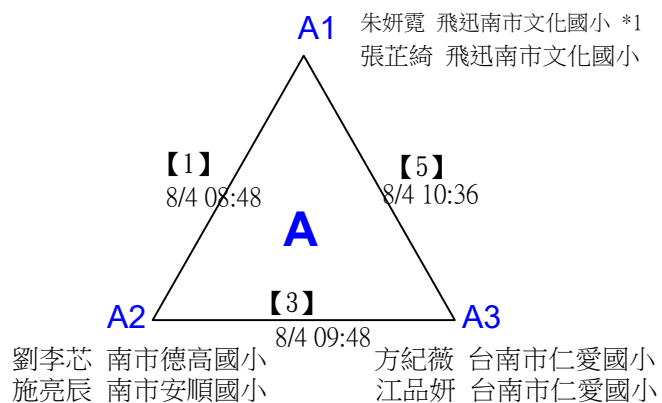 A1 朱妍霓 飛迅南市文化國小 *1
張芷綺 飛迅南市文化國小
【1】
8/4 08:48
【5】
8/4 10:36
A
【3】
8/4 09:48
A2
A3
劉李芯 南市德高國小
施亮辰 南市安順國小
方紀薇 台南市仁愛國小
江品妍 台南市仁愛國小